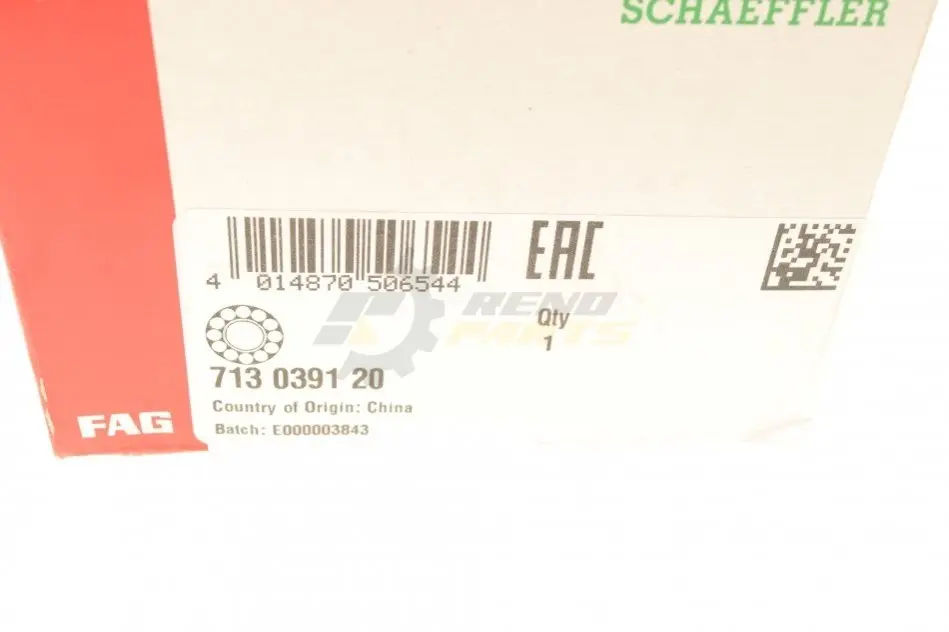 SCHAEFFLER
4 014870 506544
EAC
RENO
PARTS
Qty
1
713 0391 20
Country of Origin: China
Batch: E000003843
FAG